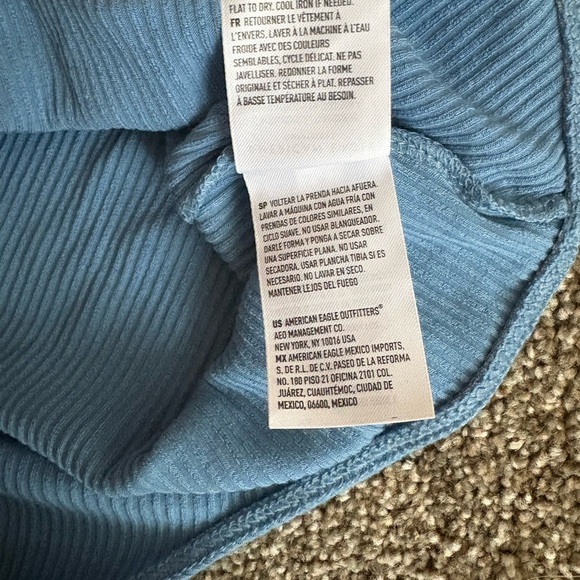 FLAT TO DRY. COOL IRON IF NEEDED.
FR RETOURNER LE VÊTEMENT À
L'ENVERS, LAVER À LA MACHINE À L'EAU
FROIDE AVEC DES COULEURS
SEMBLABLES, CYCLE DÉLICAT. NE PAS
JAVELLISER. REDONNER LA FORME
ORIGINALE ET SÉCHER À PLAT. REPASSER
À BASSE TEMPÉRATURE AU BESOIN.
SP VOLTEAR LA PRENDA HACIA AFUERA.
LAVAR A MÁQUINA CON AGUA FRÍA CON
PRENDAS DE COLORES SIMILARES, EN
CICLO SUAVE. NO USAR BLANQUEADOR.
DARLE FORMA Y PONGA A SECAR SOBRE
UNA SUPERFICIE PLANA. NO USAR
SECADORA. USAR PLANCHA TIBIA SI ES
NECESARIO. NO LAVAR EN SECO.
MANTENER LEJOS DEL FUEGO
US AMERICAN EAGLE OUTFITTERS®
AEO MANAGEMENT CO.
NEW YORK, NY 10016 USA
MX AMERICAN EAGLE MEXICO IMPORTS,
S. DE R.L. DE C.V. PASEO DE LA REFORMA
NO. 180 PISO 21 OFICINA 2101 COL.
JUÁREZ, CUAUHTÉMOC, CIUDAD DE
MEXICO, 06600, MEXICO